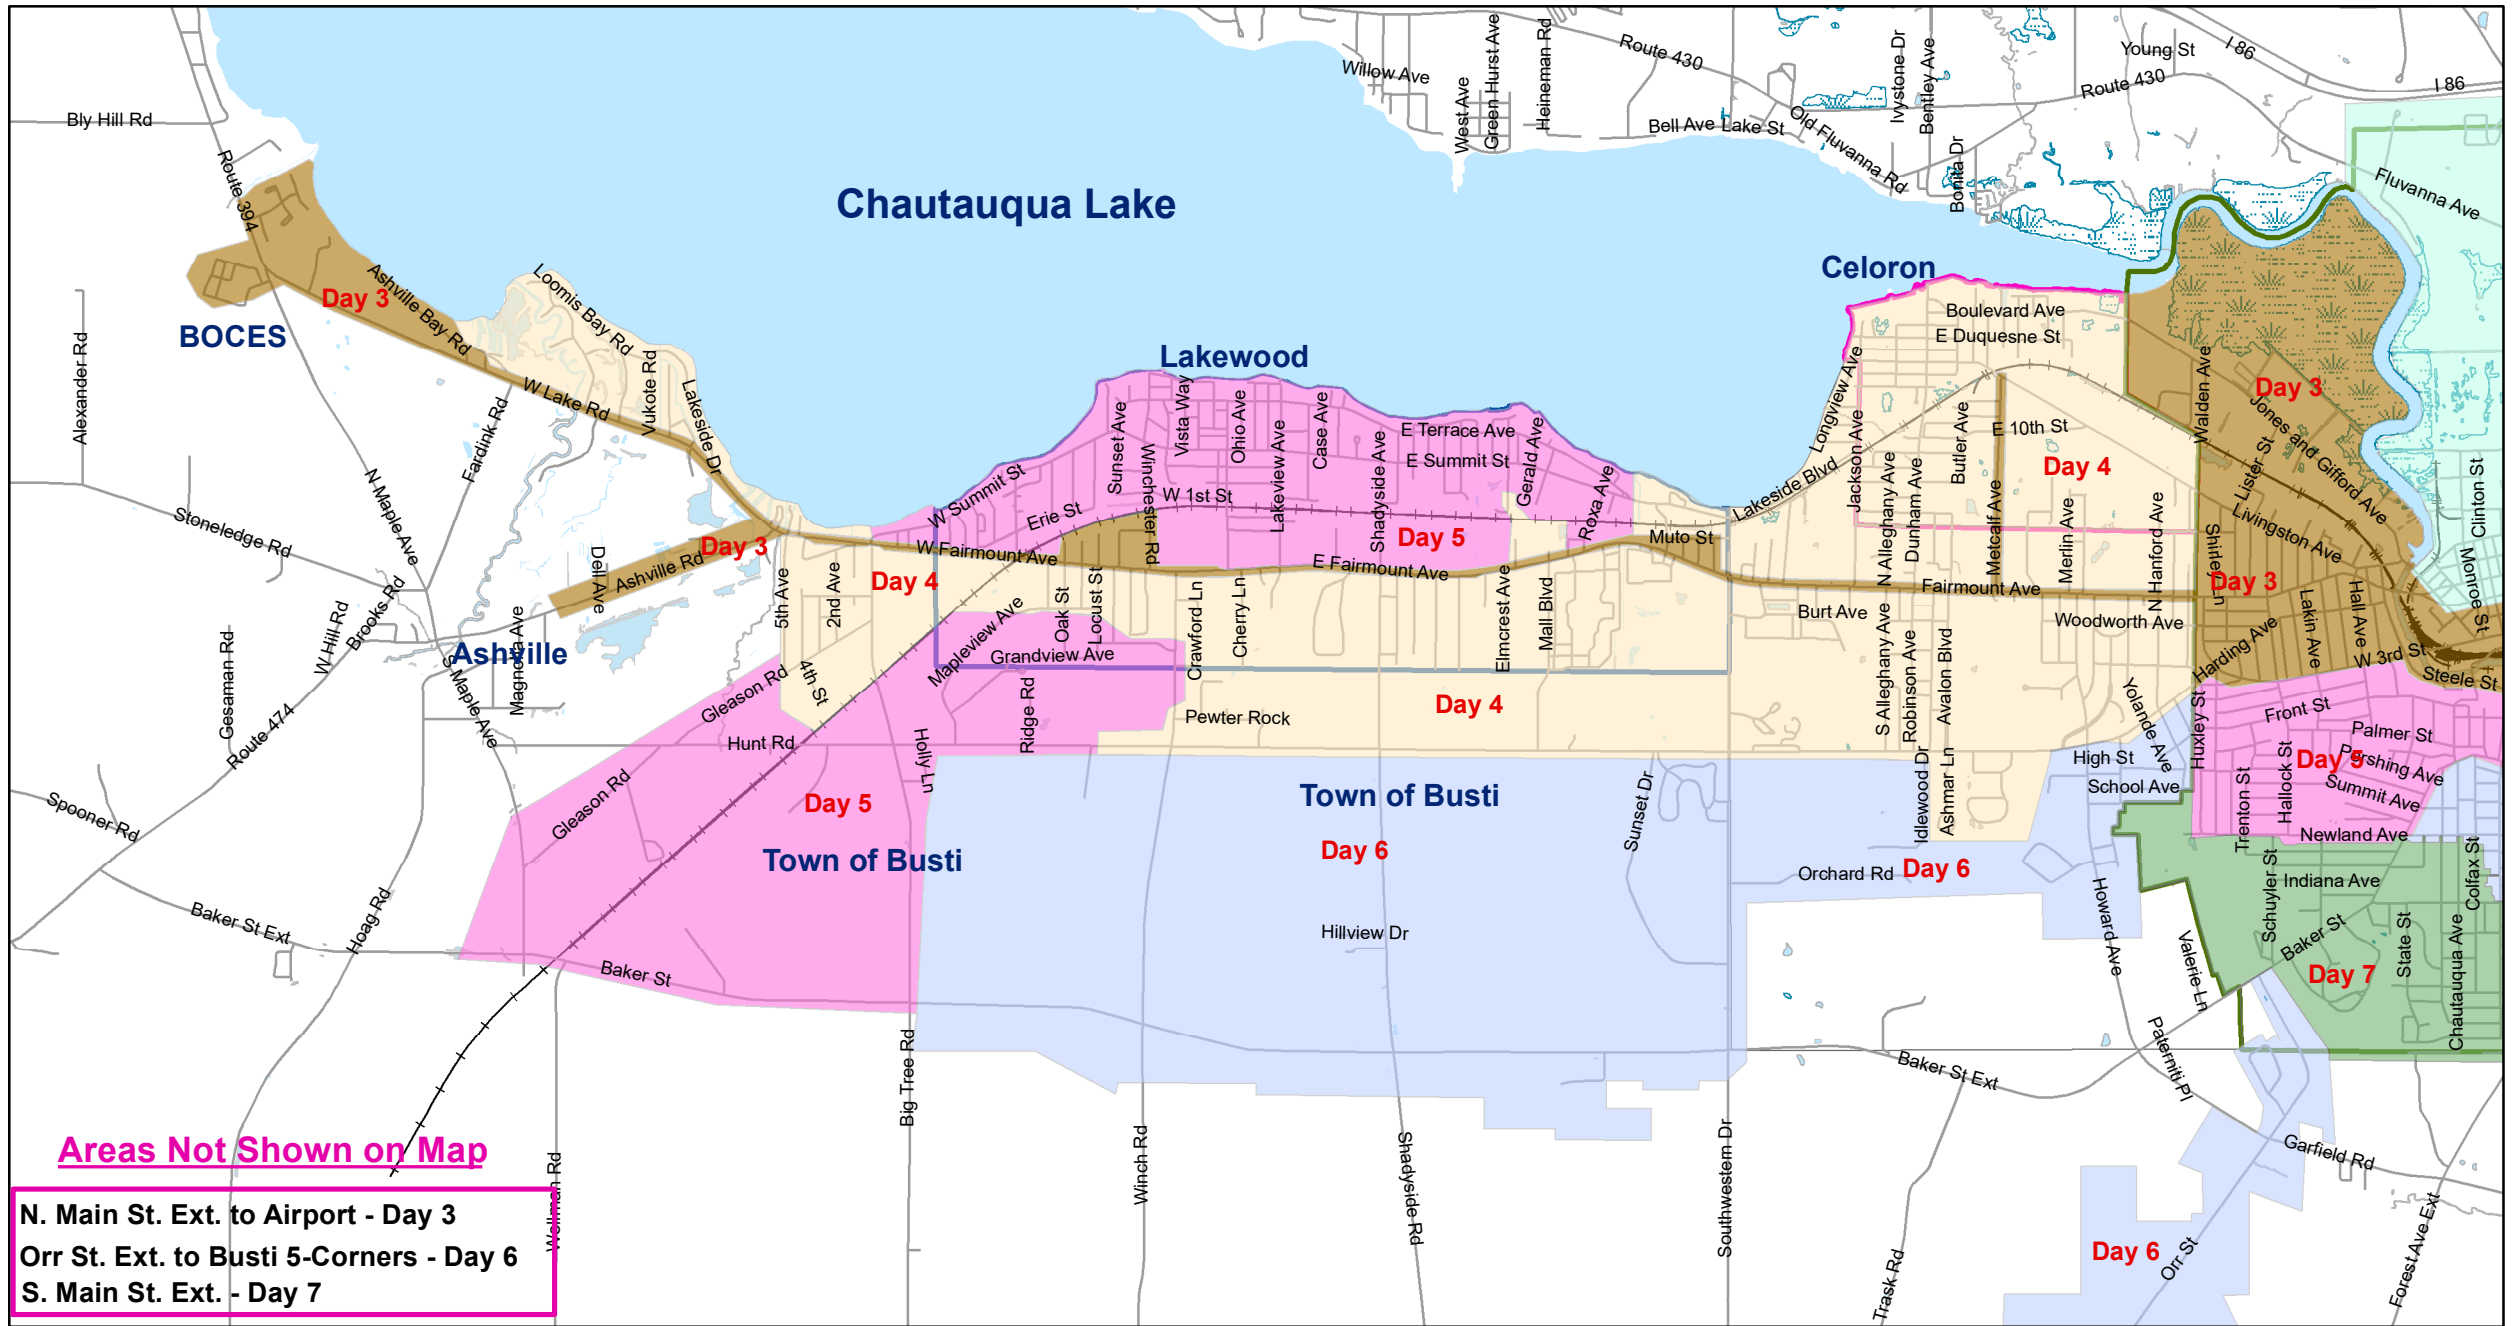 Willow Ave
West Ave
Green Hurst Ave
Heineman Rd
Route 430
Ivystone Dr
Bentley Ave
Young St
I 86
Route 430
I 86
Bly Hill Rd
Bell Ave
Lake St
Old Fluvanna Rd
Bonita Dr
Fluvanna Ave
Route 394
Chautauqua Lake
Celoron
Ashville Bay Rd
Day 3
BOCES
Loomis Bay Rd
Vukote Rd
Lakeside Dr
W Lake Rd
Alexander Rd
Fardink Rd
N Maple Ave
Stoneledge Rd
Lakewood
Boulevard Ave
E Duquesne St
Longview Ave
Walden Ave
Day 3
Jones and Gifford Ave
Sunset Ave
Vista Way
Ohio Ave
Case Ave
E Terrace Ave
E Summit St
Gerald Ave
Winchester Rd
Lakeview Ave
Shadyside Ave
W Summit St
Erie St
W 1st St
Roxa Ave
Day 5
Muto St
Lakeside Blvd
Jackson Ave
N Alleghany Ave
Dunham Ave
Butler Ave
E 10th St
Day 4
Metcalf Ave
Merlin Ave
N Hanford Ave
Lister St
Livingston Ave
Shirley Ln
Day 3
Clinton St
Monroe St
Day 3
Ashville Rd
Dell Ave
5th Ave
2nd Ave
Day 4
W Fairmount Ave
E Fairmount Ave
Fairmount Ave
Oak St
Locust St
Crawford Ln
Cherry Ln
Elmcrest Ave
Mall Blvd
Burt Ave
Woodworth Ave
Lakin Ave
Hall Ave
Harding Ave
W 3rd St
Steele St
W Hill Rd
Brooks Rd
Gesaman Rd
Route 474
Ashville
Magnolia Ave
S Maple Ave
Gleason Rd
4th St
Mapleview Ave
Grandview Ave
Ridge Rd
Hunt Rd
Holly Ln
Pewter Rock
Day 4
S Alleghany Ave
Robinson Ave
Avalon Blvd
Yolande Ave
Huxley St
Front St
Palmer St
Day 5
Pershing Ave
Summit Ave
Trenton St
Hallock St
High St
School Ave
Newland Ave
Idlewood Dr
Ashmar Ln
Spooner Rd
Gleason Rd
Day 5
Town of Busti
Town of Busti
Day 6
Sunset Dr
Orchard Rd
Day 6
Howard Ave
Schuyler St
Indiana Ave
Colfax St
Baker St
State St
Chautauqua Ave
Day 7
Valerie Ln
Baker St Ext
Hoag Rd
Baker St
Hillview Dr
Big Tree Rd
Winch Rd
Shadyside Rd
Southwestern Dr
Baker St Ext
Paterniti Pl
Trask Rd
Garfield Rd
Forest Ave Ext
Day 6
Orr St
Wellman Rd
Areas Not Shown on Map
N. Main St. Ext. to Airport - Day 3
Orr St. Ext. to Busti 5-Corners - Day 6
S. Main St. Ext. - Day 7